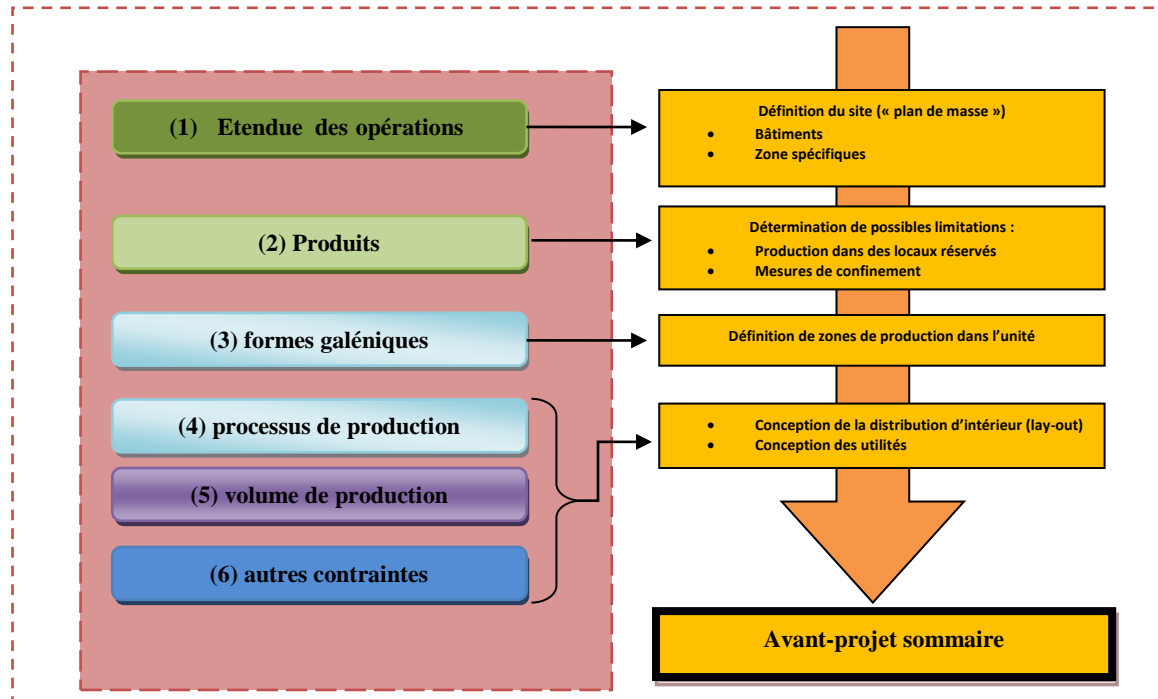 (1) Etendue des opérations
Définition du site (« plan de masse »)
• Bâtiments
• Zone spécifiques
(2) Produits
Détermination de possibles limitations :
• Production dans des locaux réservés
• Mesures de confinement
(3) formes galéniques
Définition de zones de production dans l'unité
(4) processus de production
(5) volume de production
(6) autres contraintes
• Conception de la distribution d'intérieur (lay-out)
• Conception des utilités
Avant-projet sommaire